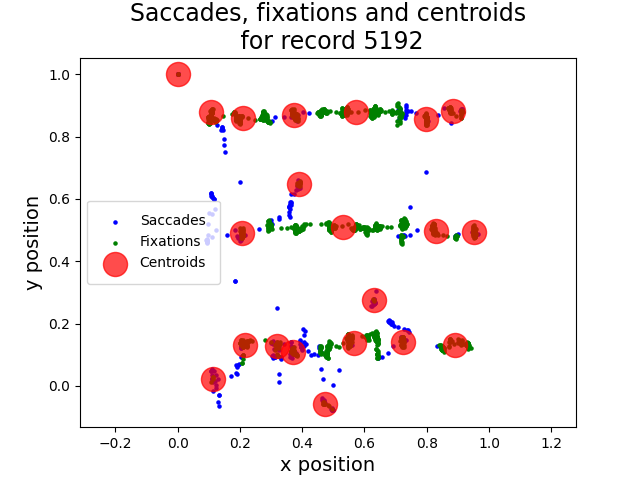 Saccades, fixations and centroids
for record 5192
1.0
0.8
0.6
0.4
0.2
0.0
y position
Saccades
Fixations
Centroids
−0.2 0.0 0.2 0.4 0.6 0.8 1.0 1.2
x position